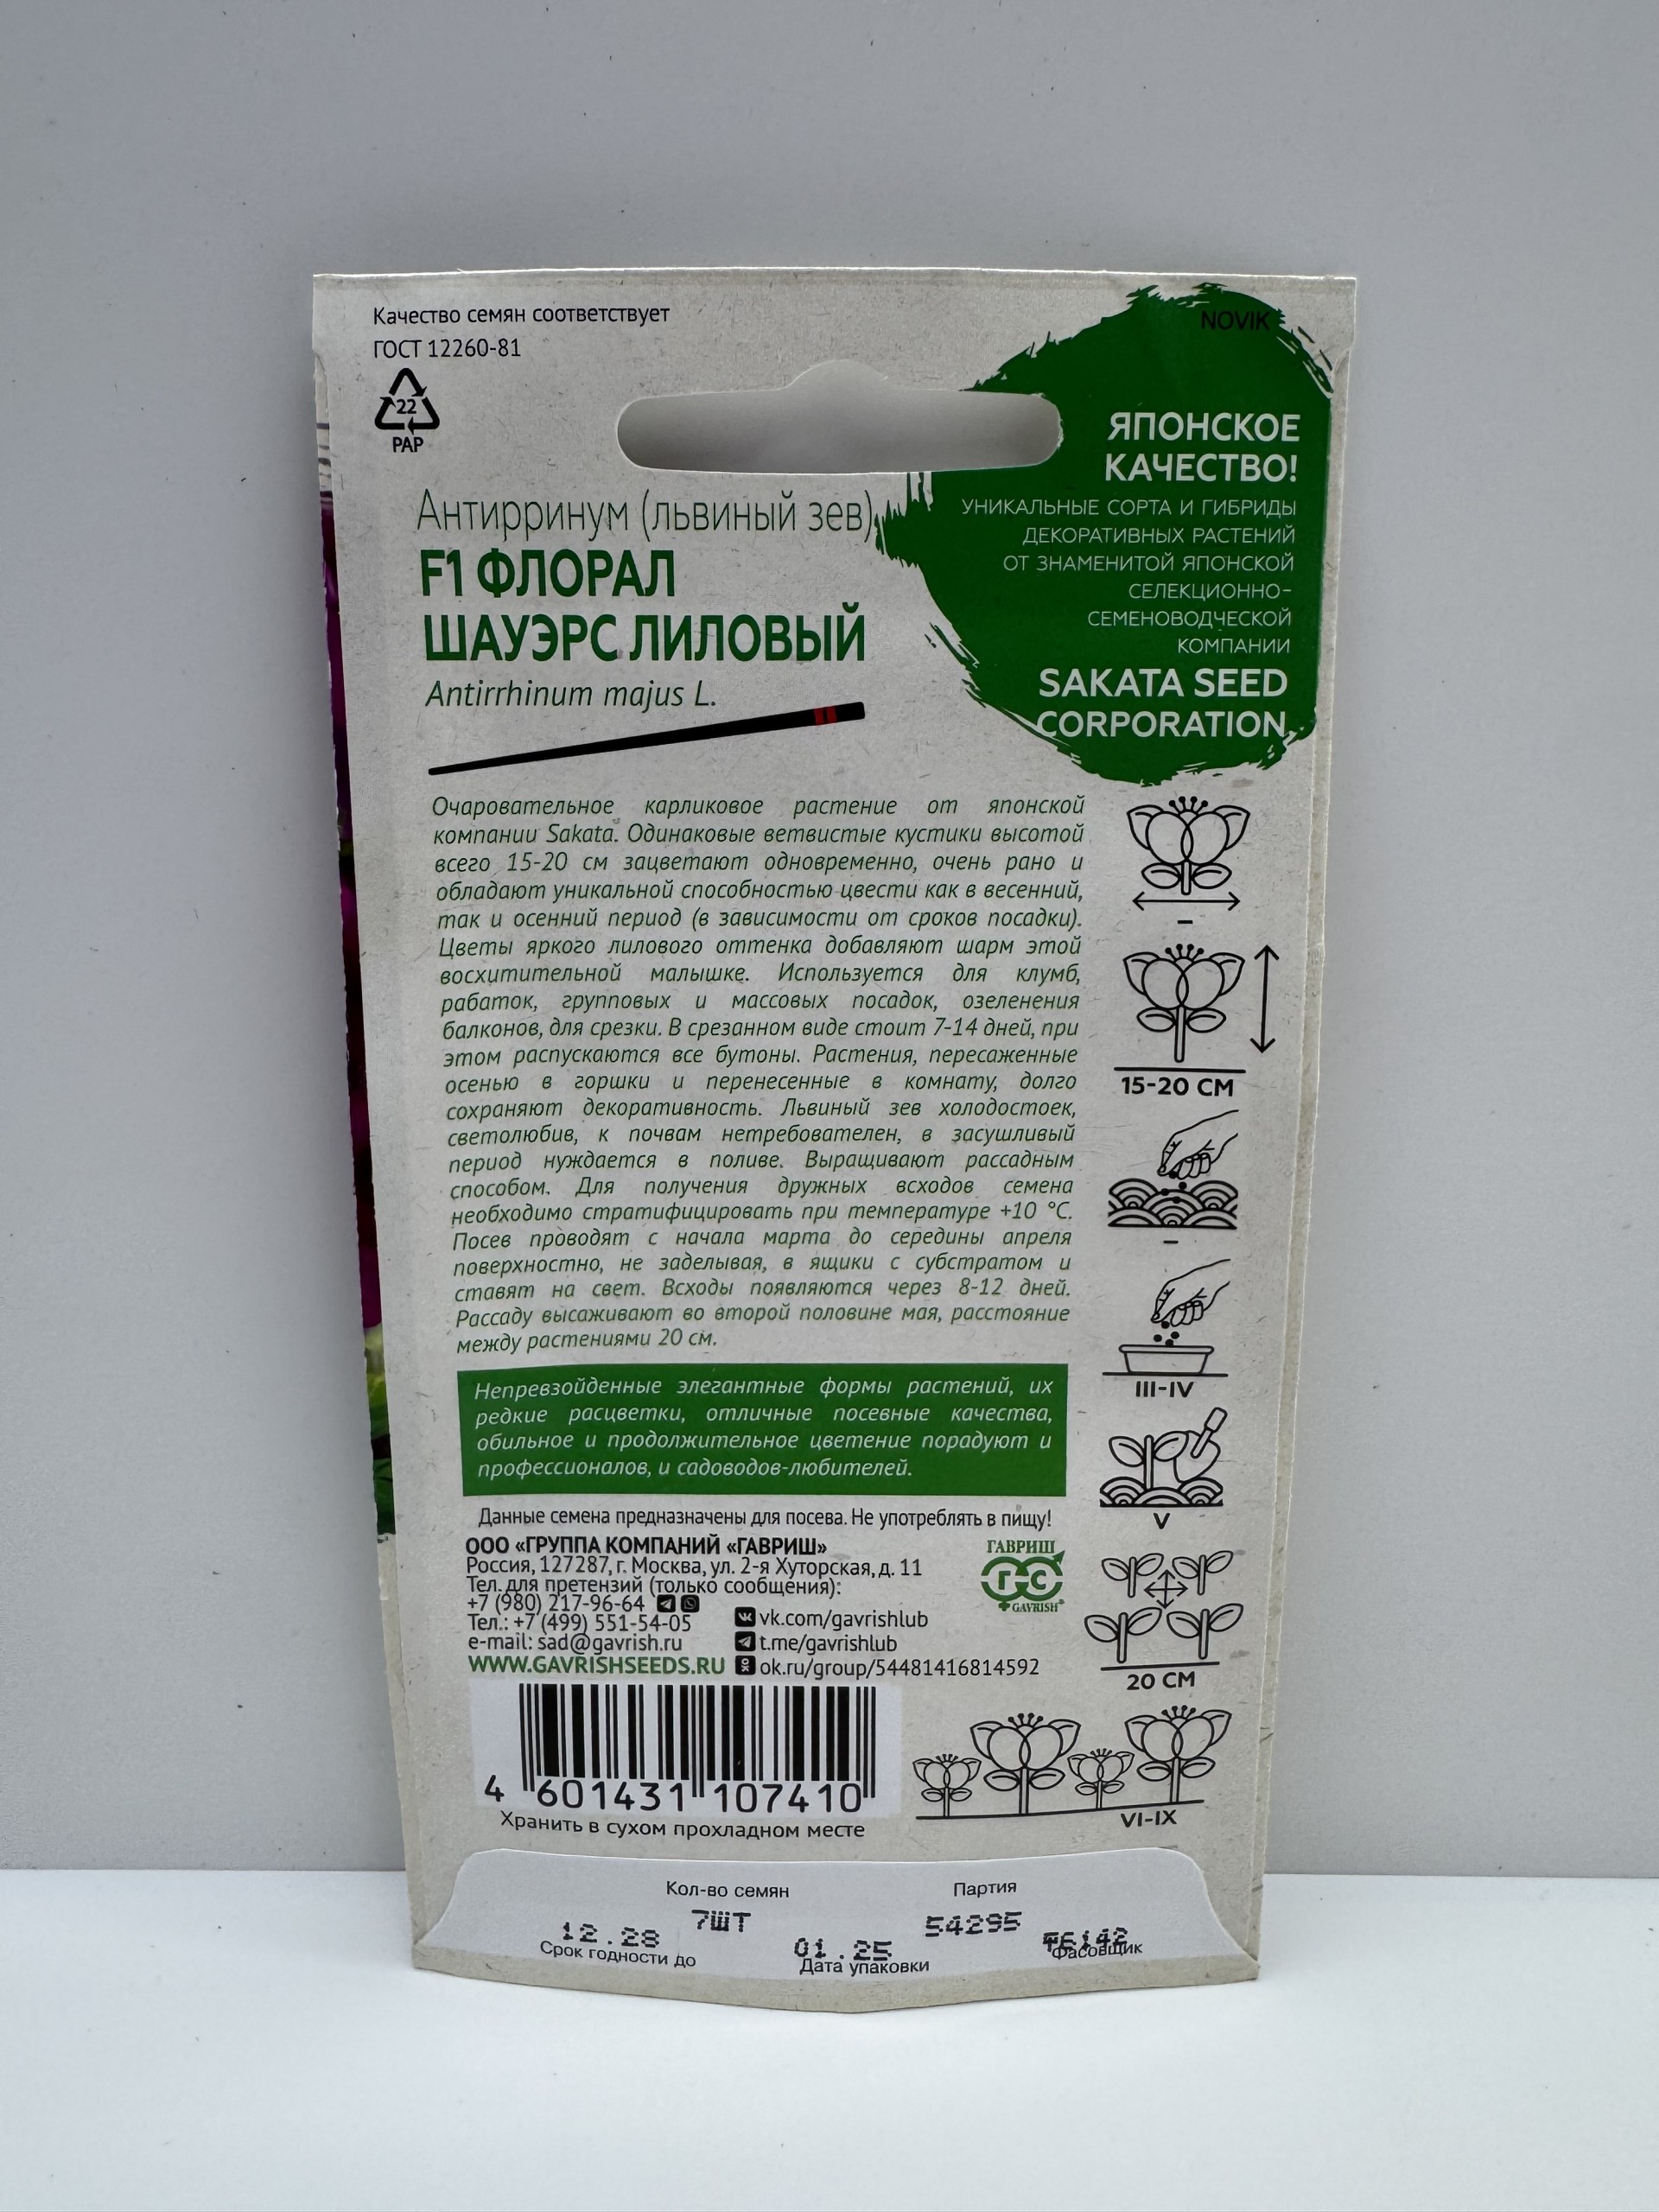 Качество семян соответствует
ГОСТ 12260-81
22
PAP
NOVIK
ЯПОНСКОЕ
КАЧЕСТВО!
УНИКАЛЬНЫЕ СОРТА И ГИБРИДЫ
ДЕКОРАТИВНЫХ РАСТЕНИЙ
ОТ ЗНАМЕНИТОЙ ЯПОНСКОЙ
СЕЛЕКЦИОННО-
СЕМЕНОВОДЧЕСКОЙ
КОМПАНИИ
SAKATA SEED
CORPORATION
Антирринум (львиный зев)
F1 ФЛОРАЛ
ШАУЭРС ЛИЛОВЫЙ
Antirrhinum majus L.
Очаровательное карликовое растение от японской
компании Sakata. Одинаковые ветвистые кустики высотой
всего 15-20 см зацветают одновременно, очень рано и
обладают уникальной способностью цвести как в весенний,
так и осенний период (в зависимости от сроков посадки).
Цветы яркого лилового оттенка добавляют шарм этой
восхитительной малышке. Используется для клумб,
рабаток, групповых и массовых посадок, озеленения
балконов, для срезки. В срезанном виде стоит 7-14 дней, при
этом распускаются все бутоны. Растения, пересаженные
осенью в горшки и перенесенные в комнату, долго
сохраняют декоративность. Львиный зев холодостоек,
светолюбив, к почвам нетребователен, в засушливый
период нуждается в поливе. Выращивают рассадным
способом. Для получения дружных всходов семена
необходимо стратифицировать при температуре +10 °С.
Посев проводят с начала марта до середины апреля
поверхностно, не заделывая, в ящики с субстратом и
ставят на свет. Всходы появляются через 8-12 дней.
Рассаду высаживают во второй половине мая, расстояние
между растениями 20 см.
–
15-20 СМ
–
III-IV
V
20 СМ
VI-IX
Непревзойденные элегантные формы растений, их
редкие расцветки, отличные посевные качества,
обильное и продолжительное цветение порадуют и
профессионалов, и садоводов-любителей.
Данные семена предназначены для посева. Не употреблять в пищу!
ООО «ГРУППА КОМПАНИЙ «ГАВРИШ»
Россия, 127287, г. Москва, ул. 2-я Хуторская, д. 11
Тел. для претензий (только сообщения):
+7 (980) 217-96-64
Тел.: +7 (499) 551-54-05
e-mail: sad@gavrish.ru
WWW.GAVRISHSEEDS.RU
vk.com/gavrishlub
t.me/gavrishlub
ok.ru/group/54481416814592
ГАВРИШ
ГС
GAVRISH®
4 601431 107410
Хранить в сухом прохладном месте
Кол-во семян
7ШТ
Партия
54295
12.28
Срок годности до
01.25
Дата упаковки
Фасовщик